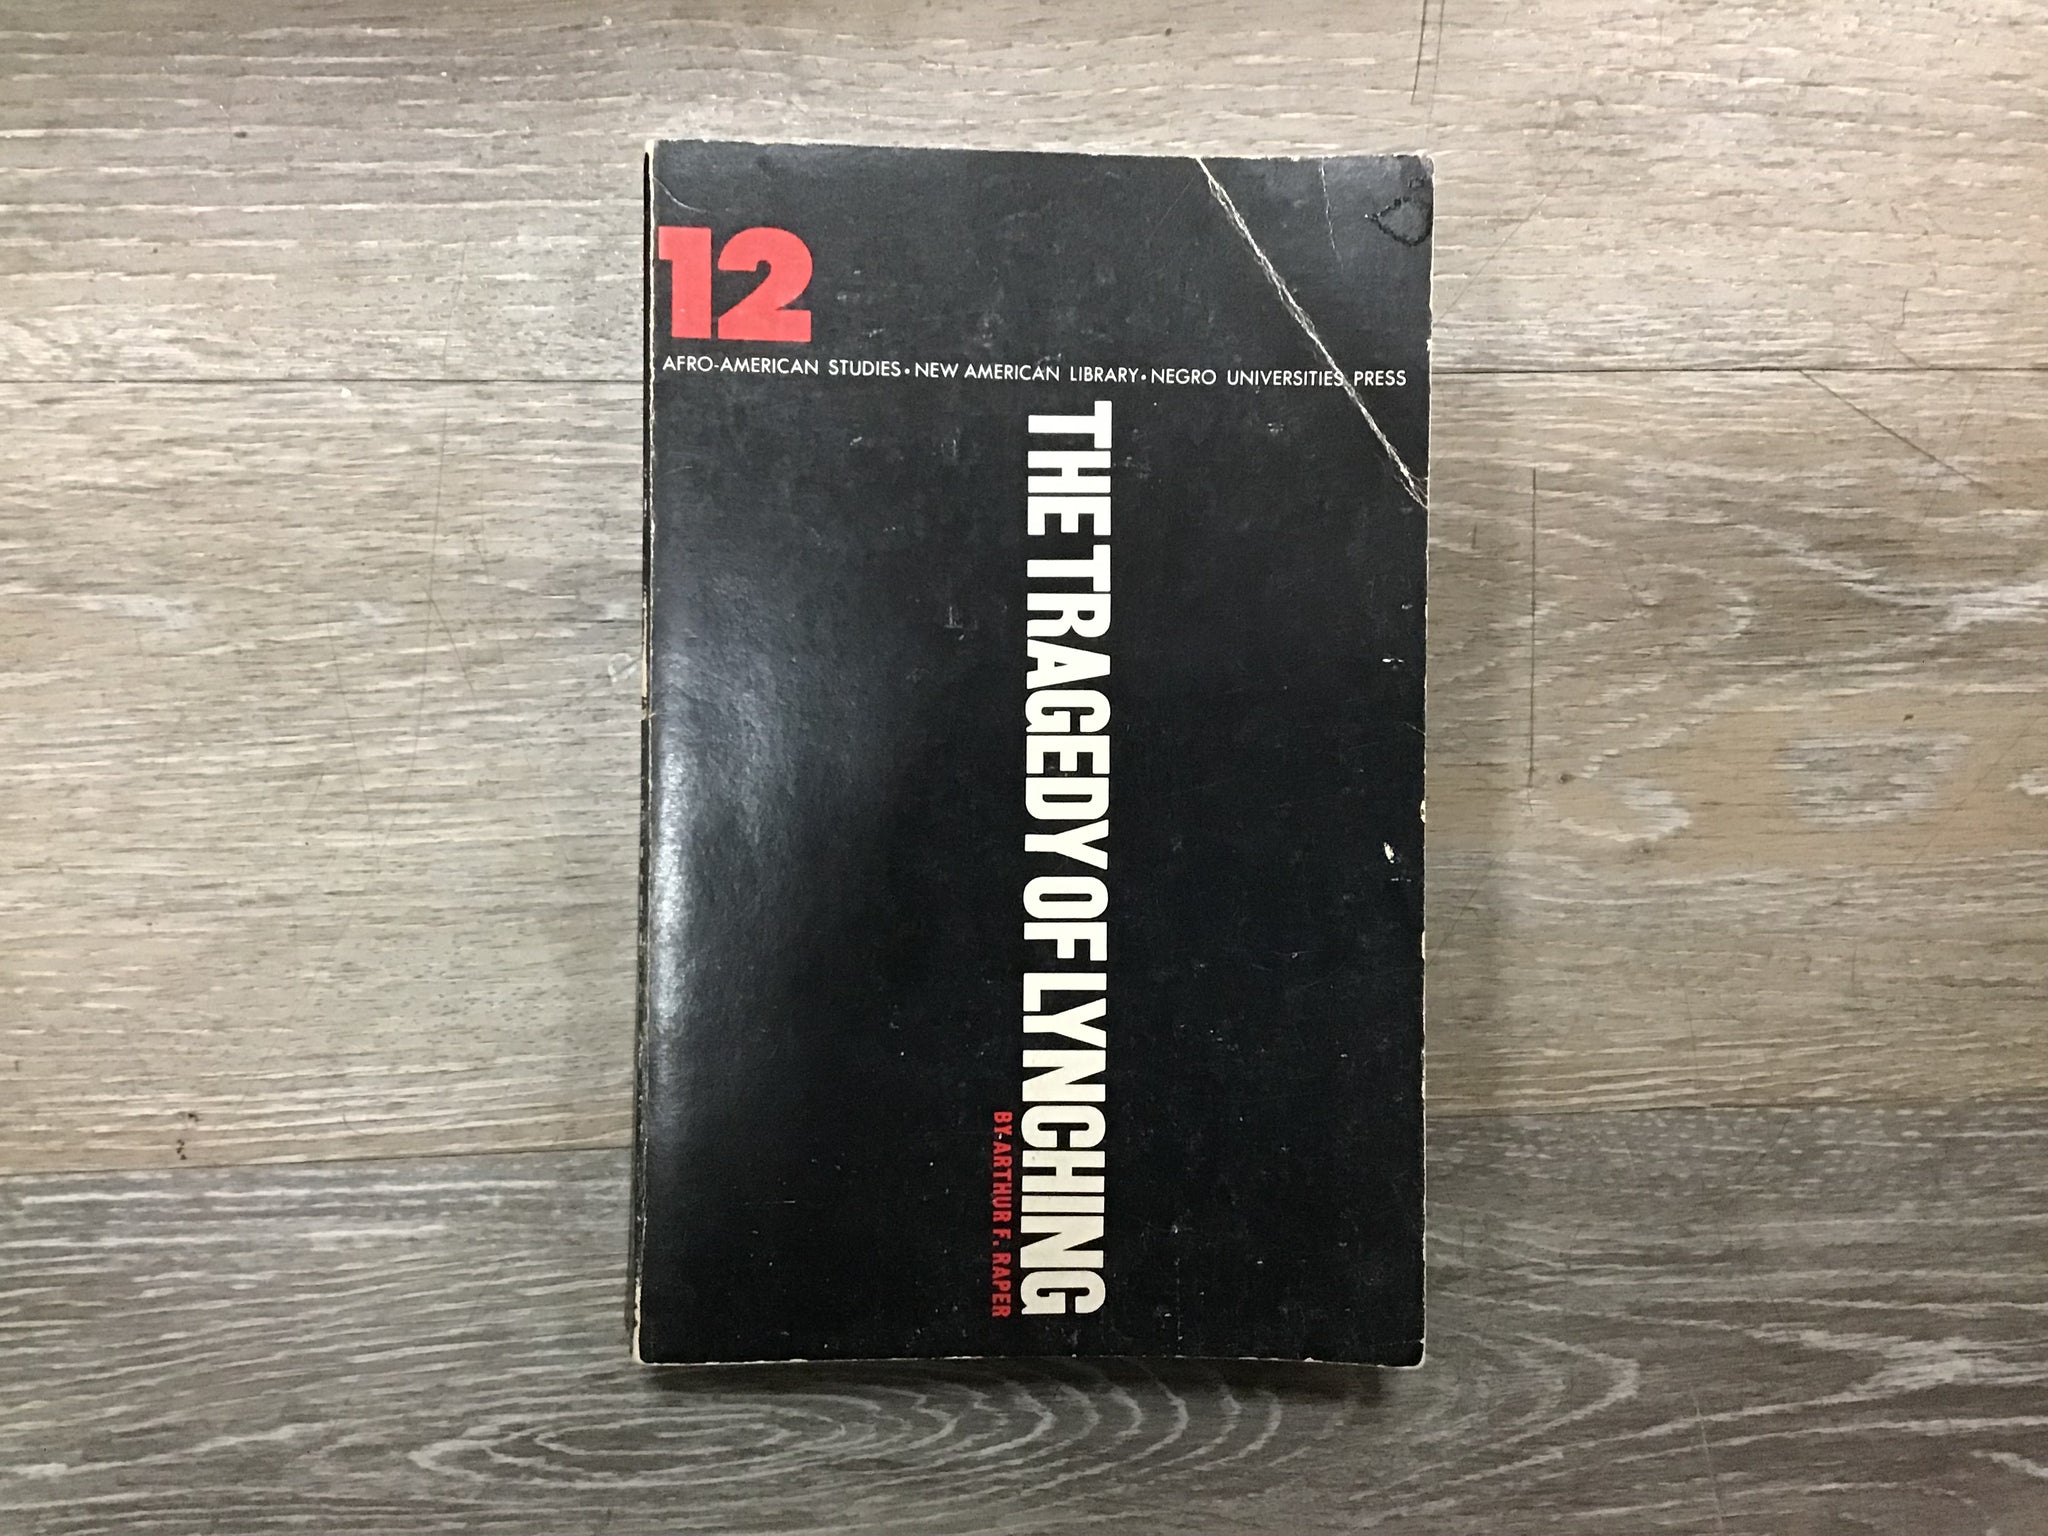 12
AFRO-AMERICAN STUDIES • NEW AMERICAN LIBRARY • NEGRO UNIVERSITIES PRESS
THE TRAGEDY OF LYNCHING
BY ARTHUR F. RAPER